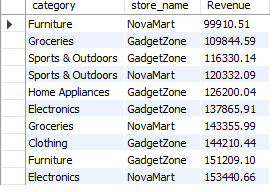 category store_name Revenue
Furniture NovaMart 99910.51
Groceries GadgetZone 109844.59
Sports & Outdoors GadgetZone 116330.14
Sports & Outdoors NovaMart 120332.09
Home Appliances GadgetZone 126200.04
Electronics GadgetZone 137865.91
Groceries NovaMart 143355.99
Clothing GadgetZone 144210.44
Furniture GadgetZone 151209.10
Electronics NovaMart 153440.66